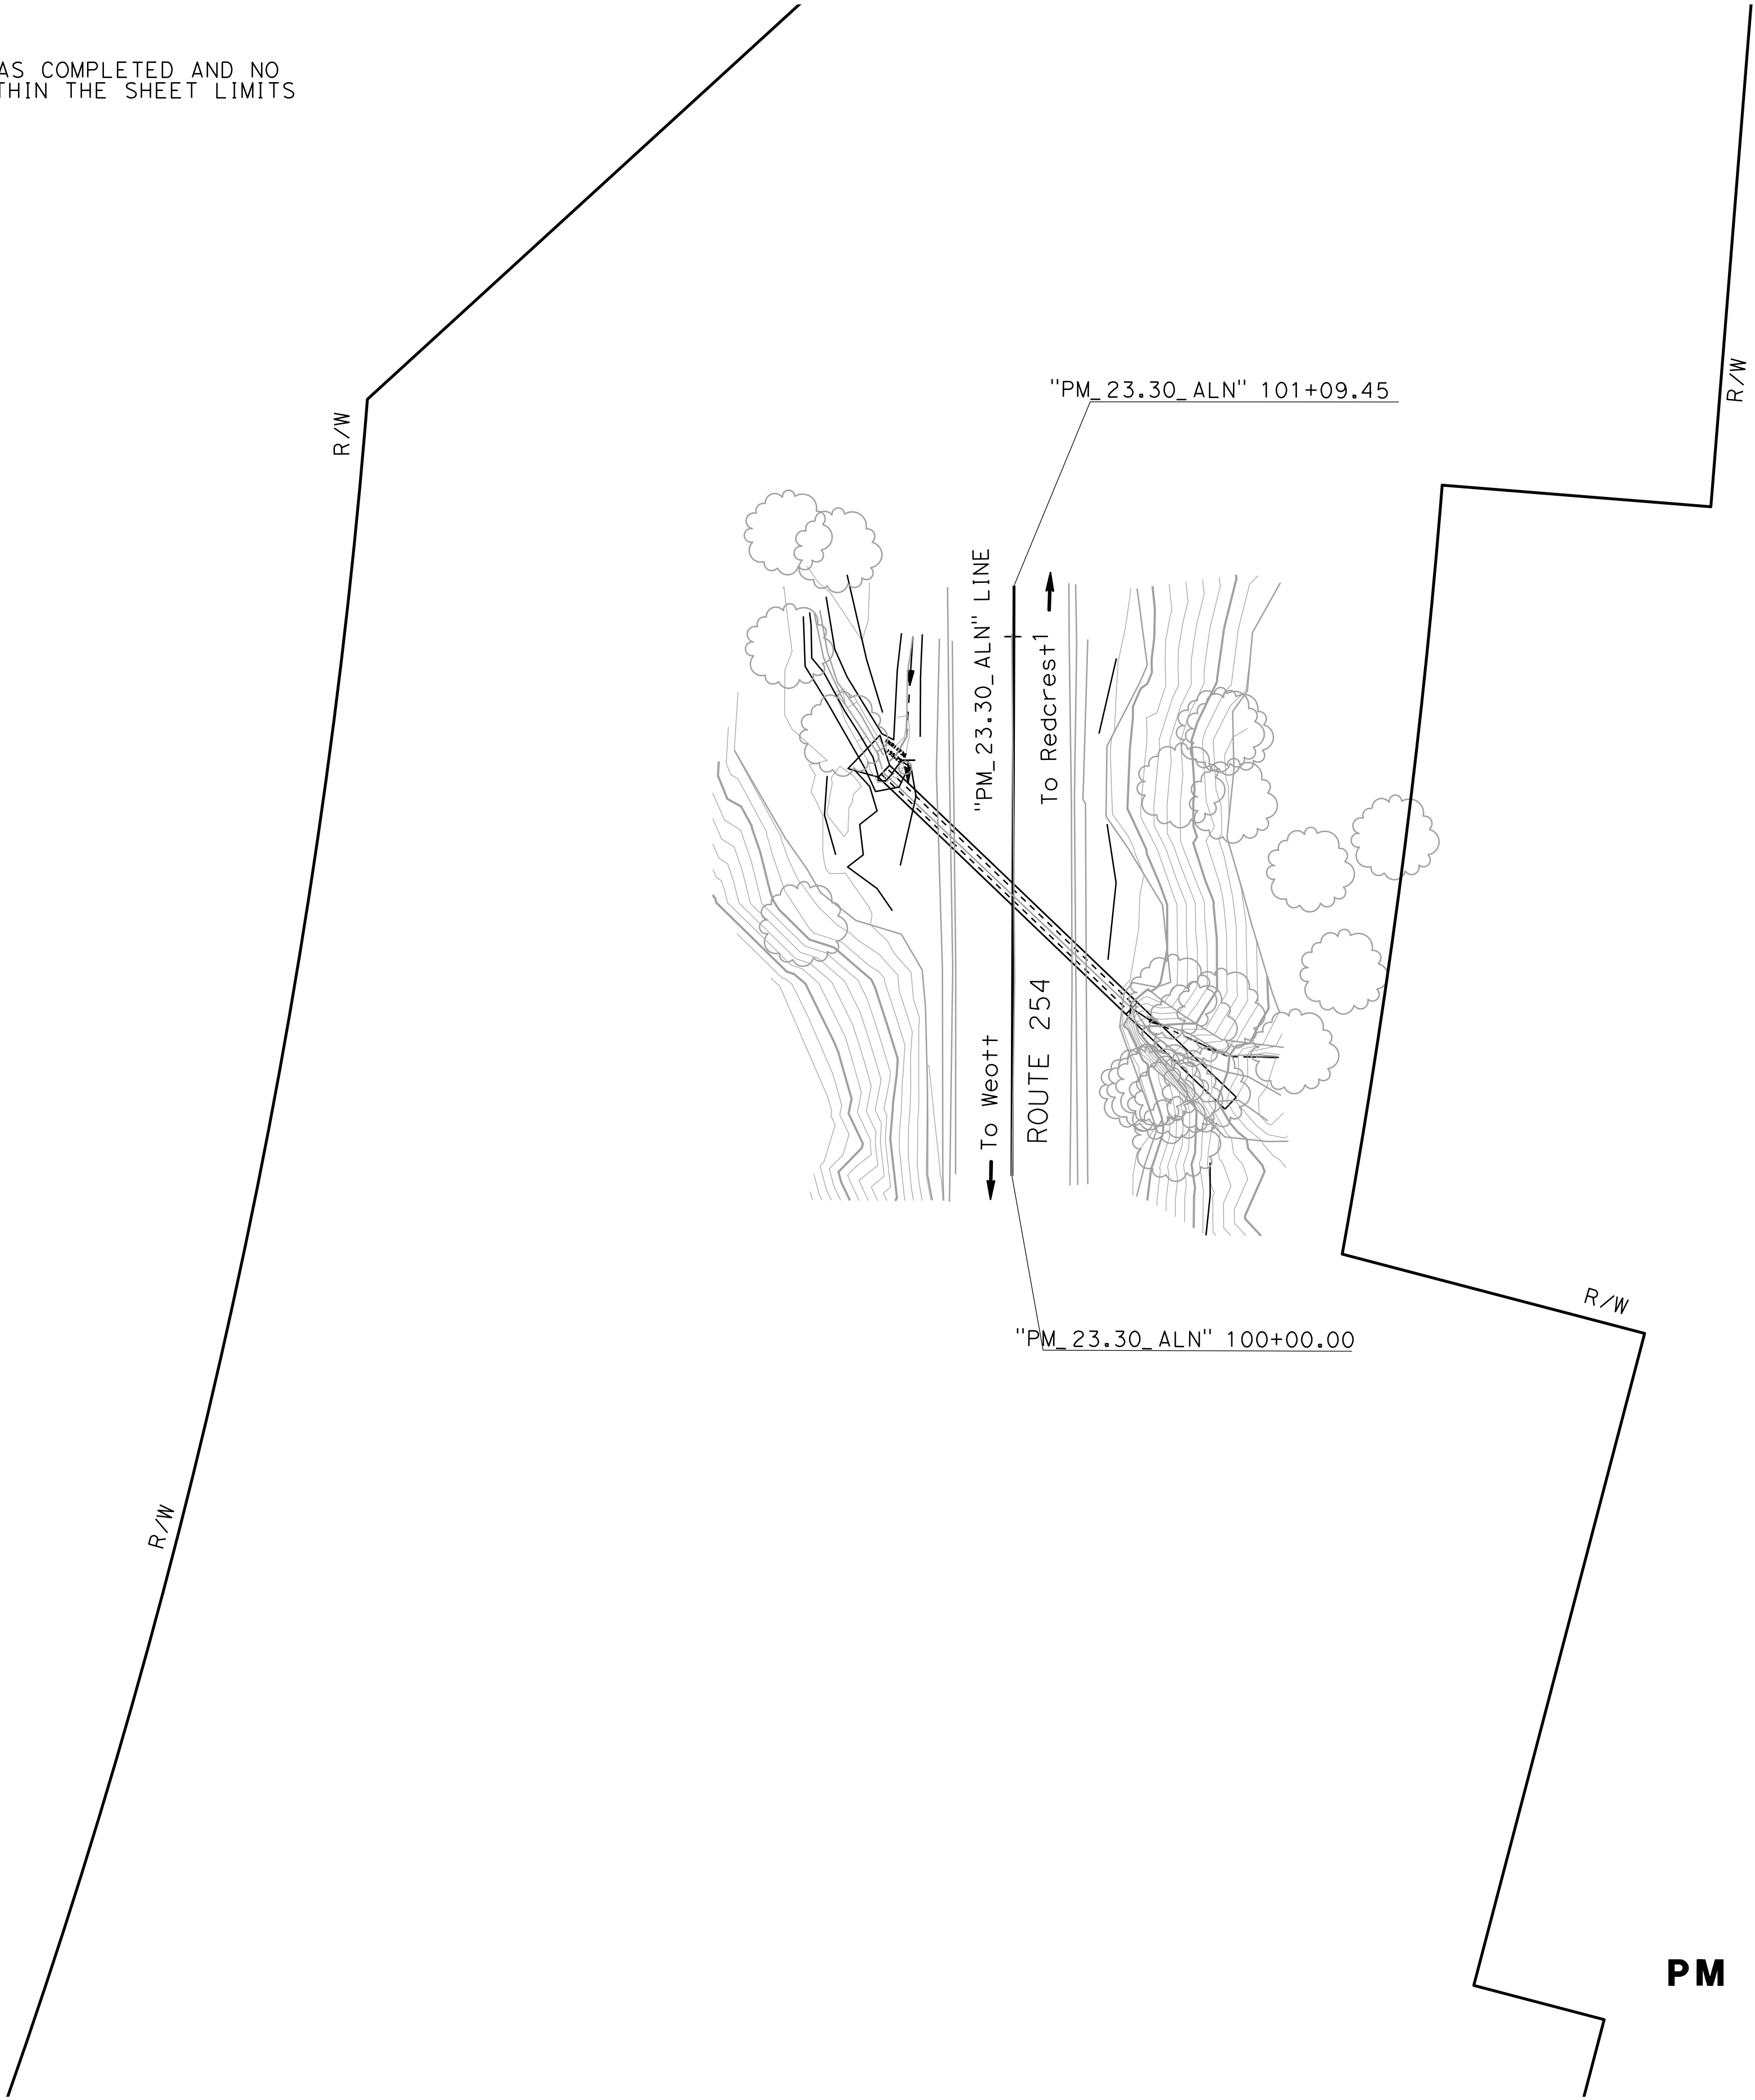 AS COMPLETED AND NO
THIN THE SHEET LIMITS
"PM_23.30_ALN" 101+09.45
R/W
R/W
"PM_23.30_ALN" LINE
To Redcrest
1
To Weott
ROUTE 254
R/W
"PM_23.30_ALN" 100+00.00
R/W
PM